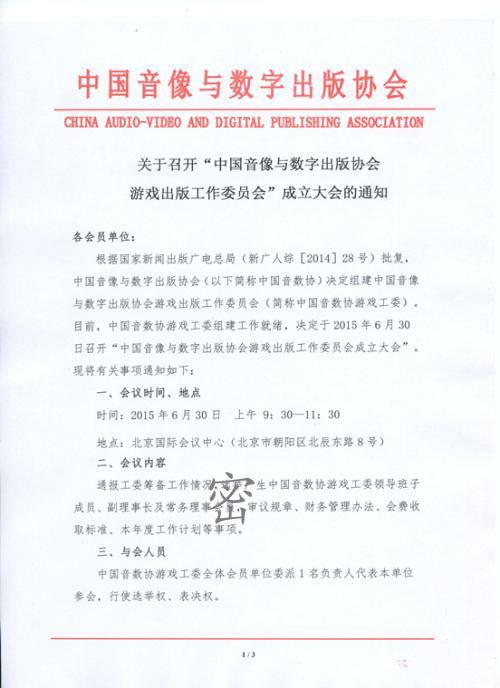 中国音像与数字出版协会
CHINA AUDIO-VIDEO AND DIGITAL PUBLISHING ASSOCIATION
关于召开“中国音像与数字出版协会
游戏出版工作委员会”成立大会的通知
各会员单位：
根据国家新闻出版广电总局（新广人综［2014］28 号）批复，
中国音像与数字出版协会（以下简称中国音数协）决定组建中国音像
与数字出版协会游戏出版工作委员会（简称中国音数协游戏工委）。
目前，中国音数协游戏工委组建工作就绪，决定于 2015 年 6 月 30
日召开“中国音像与数字出版协会游戏出版工作委员会成立大会”。
现将有关事项通知如下：
一、会议时间、地点
时间：2015 年 6 月 30 日 上午 9：30—11：30
地点：北京国际会议中心（北京市朝阳区北辰东路 8 号）
二、会议内容
通报工委筹备工作情况，生中国音数协游戏工委领导班子
密
成员、副理事长及常务理事，审议规章、财务管理办法、会费收
取标准、本年度工作计划等事项。
三、与会人员
中国音数协游戏工委全体会员单位委派 1 名负责人代表本单位
参会，行使选举权、表决权。
1 / 3